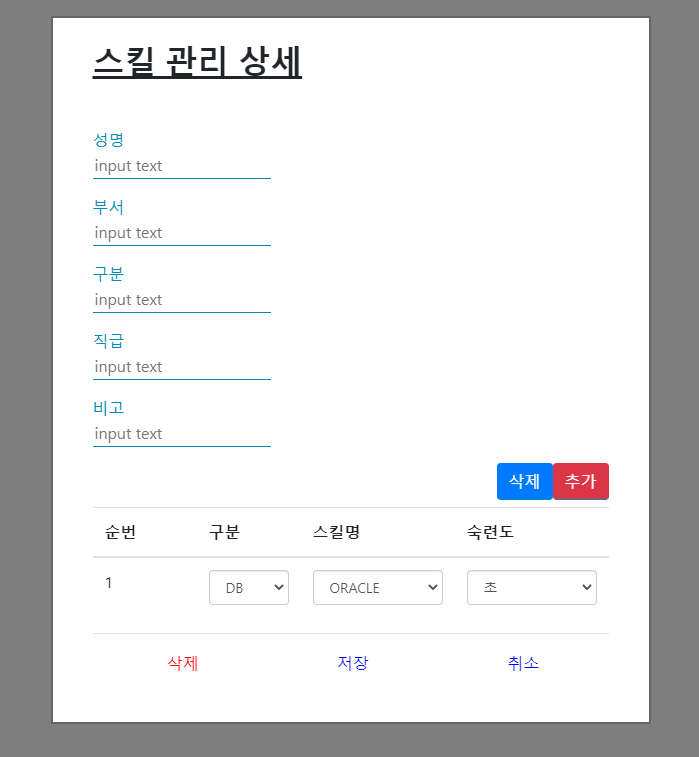 스킬 관리 상세
성명
input text
부서
input text
구분
input text
직급
input text
비고
input text
삭제 추가
순번 구분 스킬명 숙련도
1 DB ORACLE 초
삭제 저장 취소